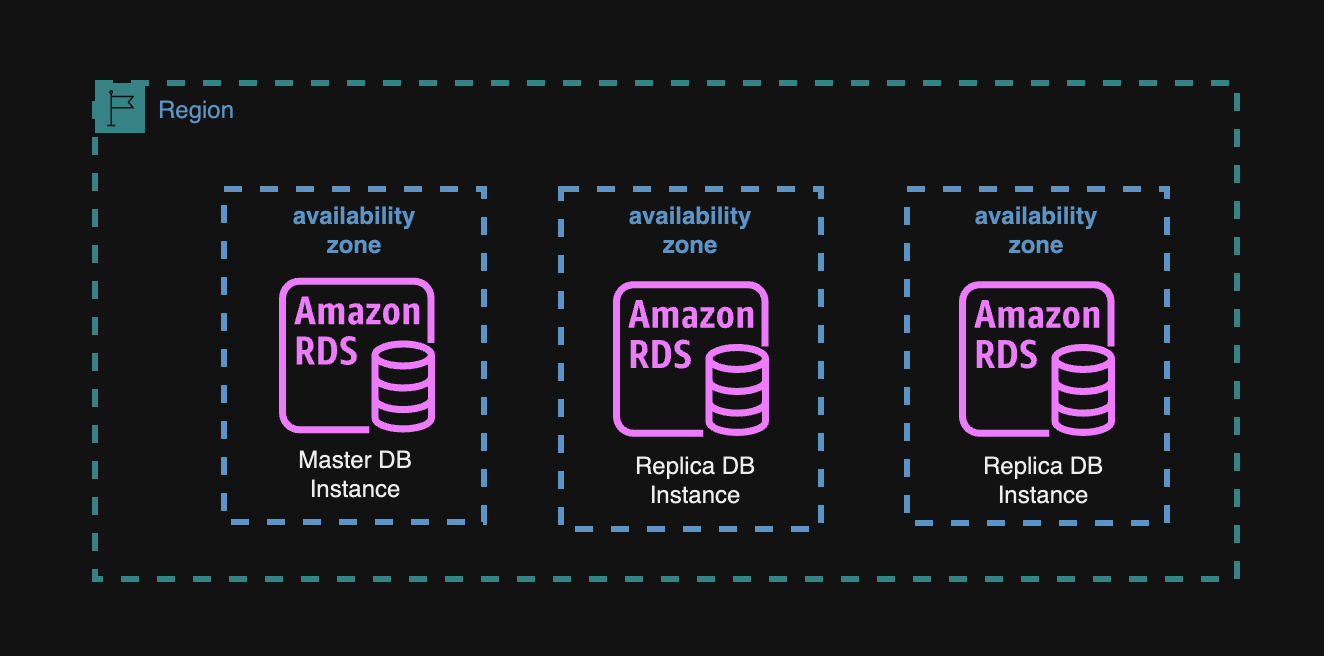 Region
availability
zone
Amazon
RDS
Master DB
Instance
availability
zone
Amazon
RDS
Replica DB
Instance
availability
zone
Amazon
RDS
Replica DB
Instance